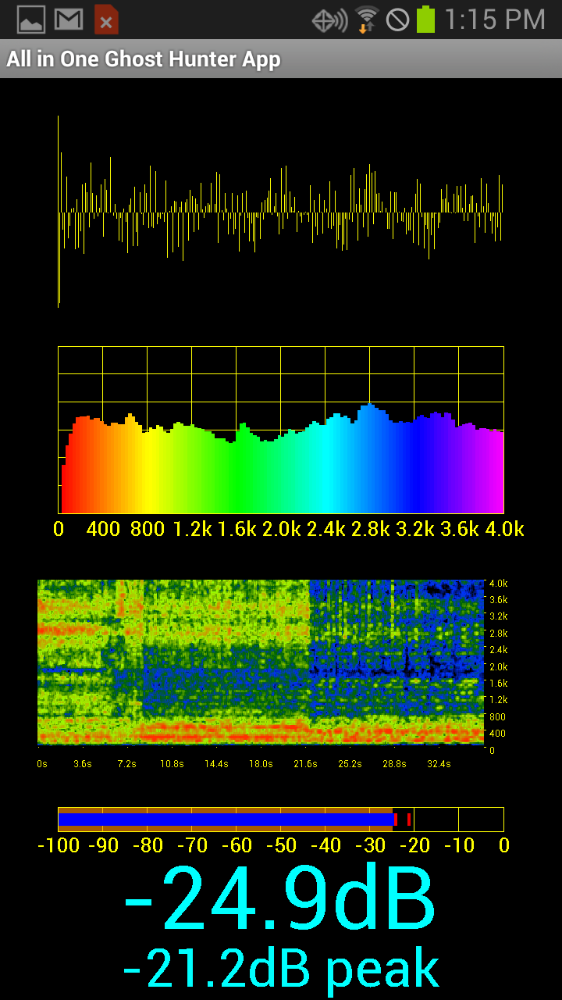 1:15 PM
All in One Ghost Hunter App
0 400 800 1.2k 1.6k 2.0k 2.4k 2.8k 3.2k 3.6k 4.0k
4.0k
3.6k
3.2k
2.8k
2.4k
2.0k
1.6k
1.2k
800
400
0
0s 3.6s 7.2s 10.8s 14.4s 18.0s 21.6s 25.2s 28.8s 32.4s
-100 -90 -80 -70 -60 -50 -40 -30 -20 -10 0
-24.9dB
-21.2dB peak